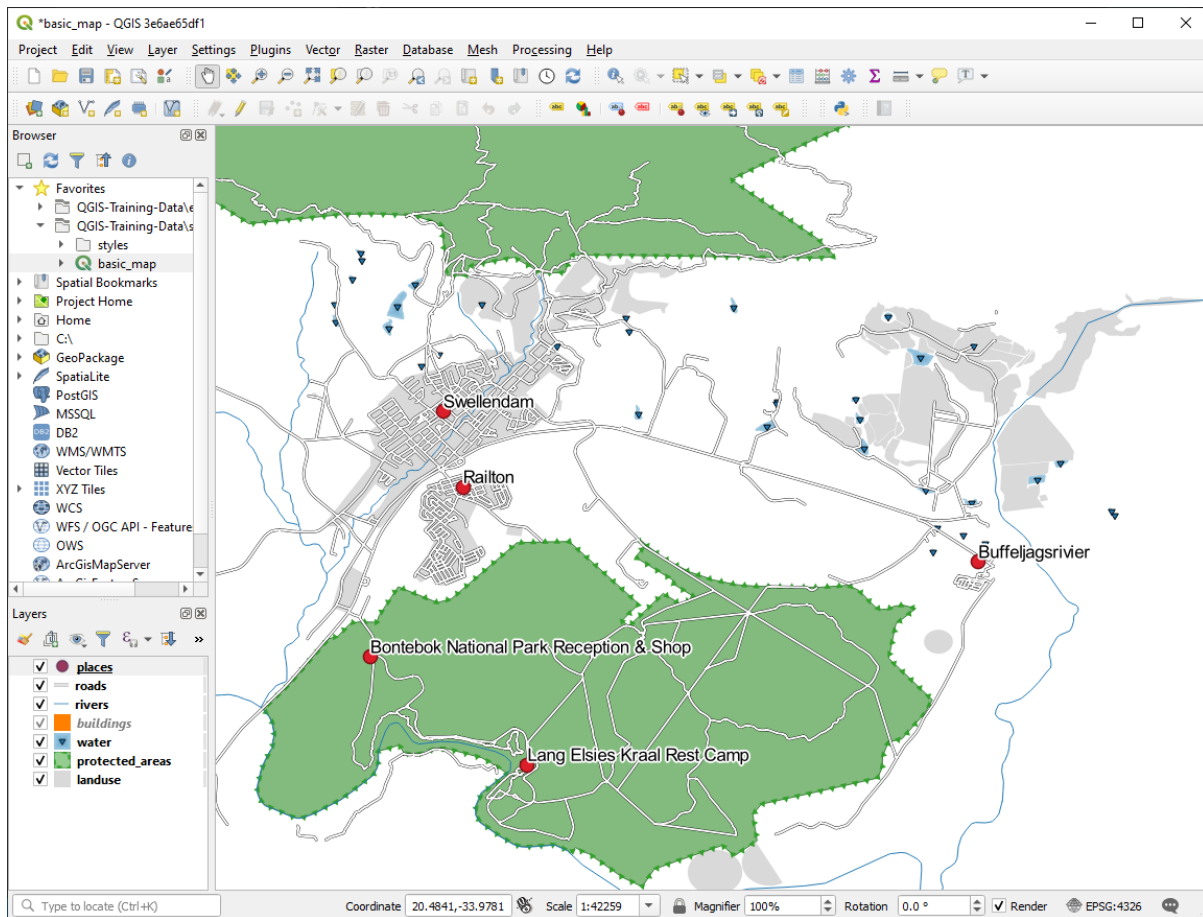 *basic_map - QGIS 3e6ae65df1
Project Edit View Layer Settings Plugins Vector Raster Database Mesh Processing Help
Browser
Favorites
QGIS-Training-Data\e
QGIS-Training-Data\s
styles
basic_map
Spatial Bookmarks
Project Home
Home
C:\
GeoPackage
SpatiaLite
PostGIS
MSSQL
DB2
WMS/WMTS
Vector Tiles
XYZ Tiles
WCS
WFS / OGC API - Feature
OWS
ArcGisMapServer
Layers
places
roads
rivers
buildings
water
protected_areas
landuse
Swellendam
Railton
Buffeljagsrivier
Bontebok National Park Reception & Shop
Lang Elsies Kraal Rest Camp
Type to locate (Ctrl+K) Coordinate 20.4841,-33.9781 Scale 1:42259 Magnifier 100% Rotation 0.0 ° Render EPSG:4326